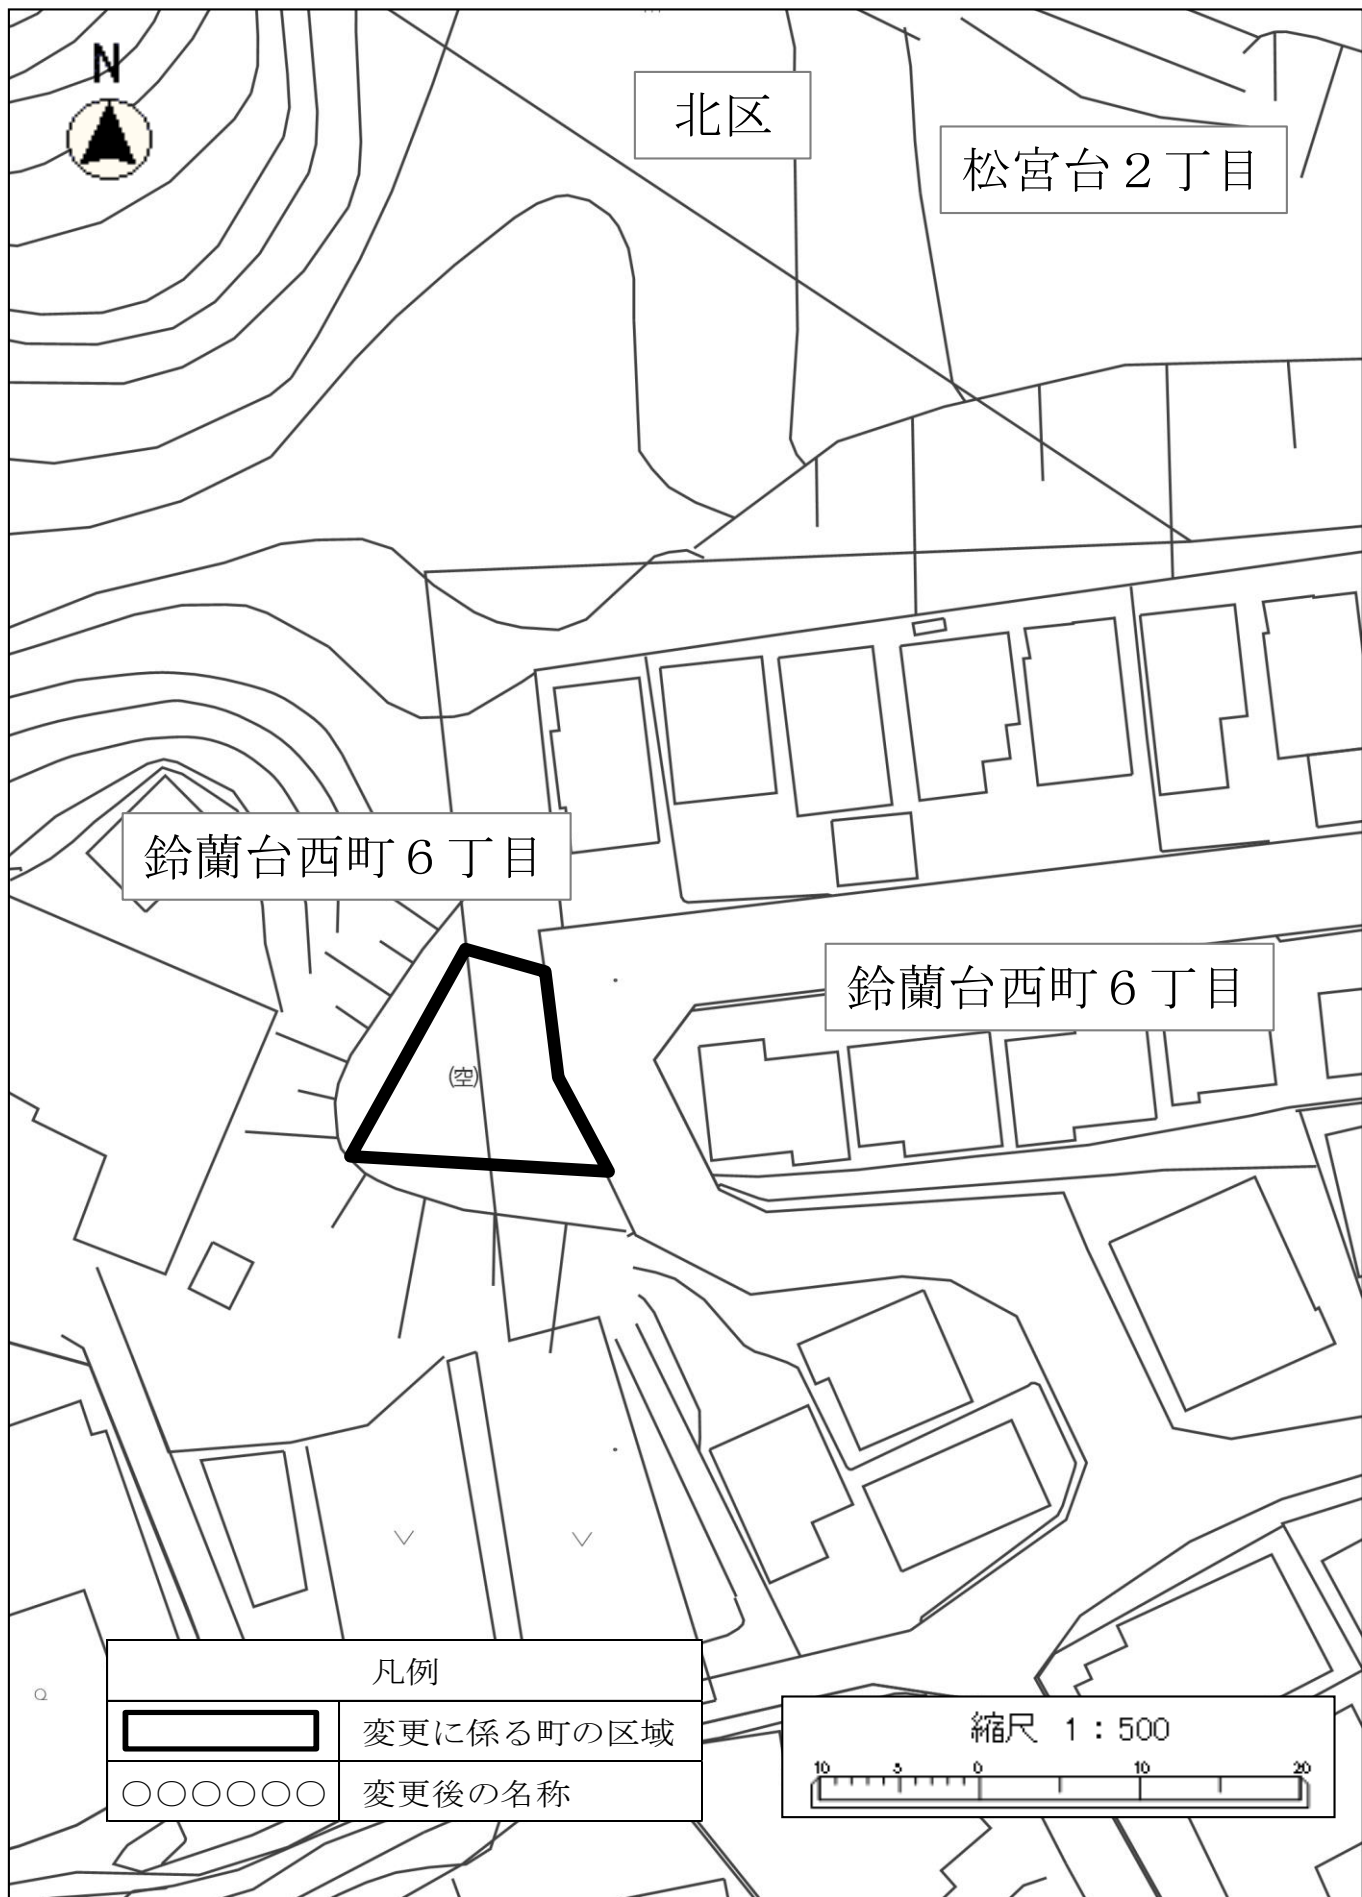 N
北区
松宮台２丁目
鈴蘭台西町６丁目
鈴蘭台西町６丁目
(空)
凡例
変更に係る町の区域
○○○○○○ 変更後の名称
縮尺 1：500
10 5 0 10 20